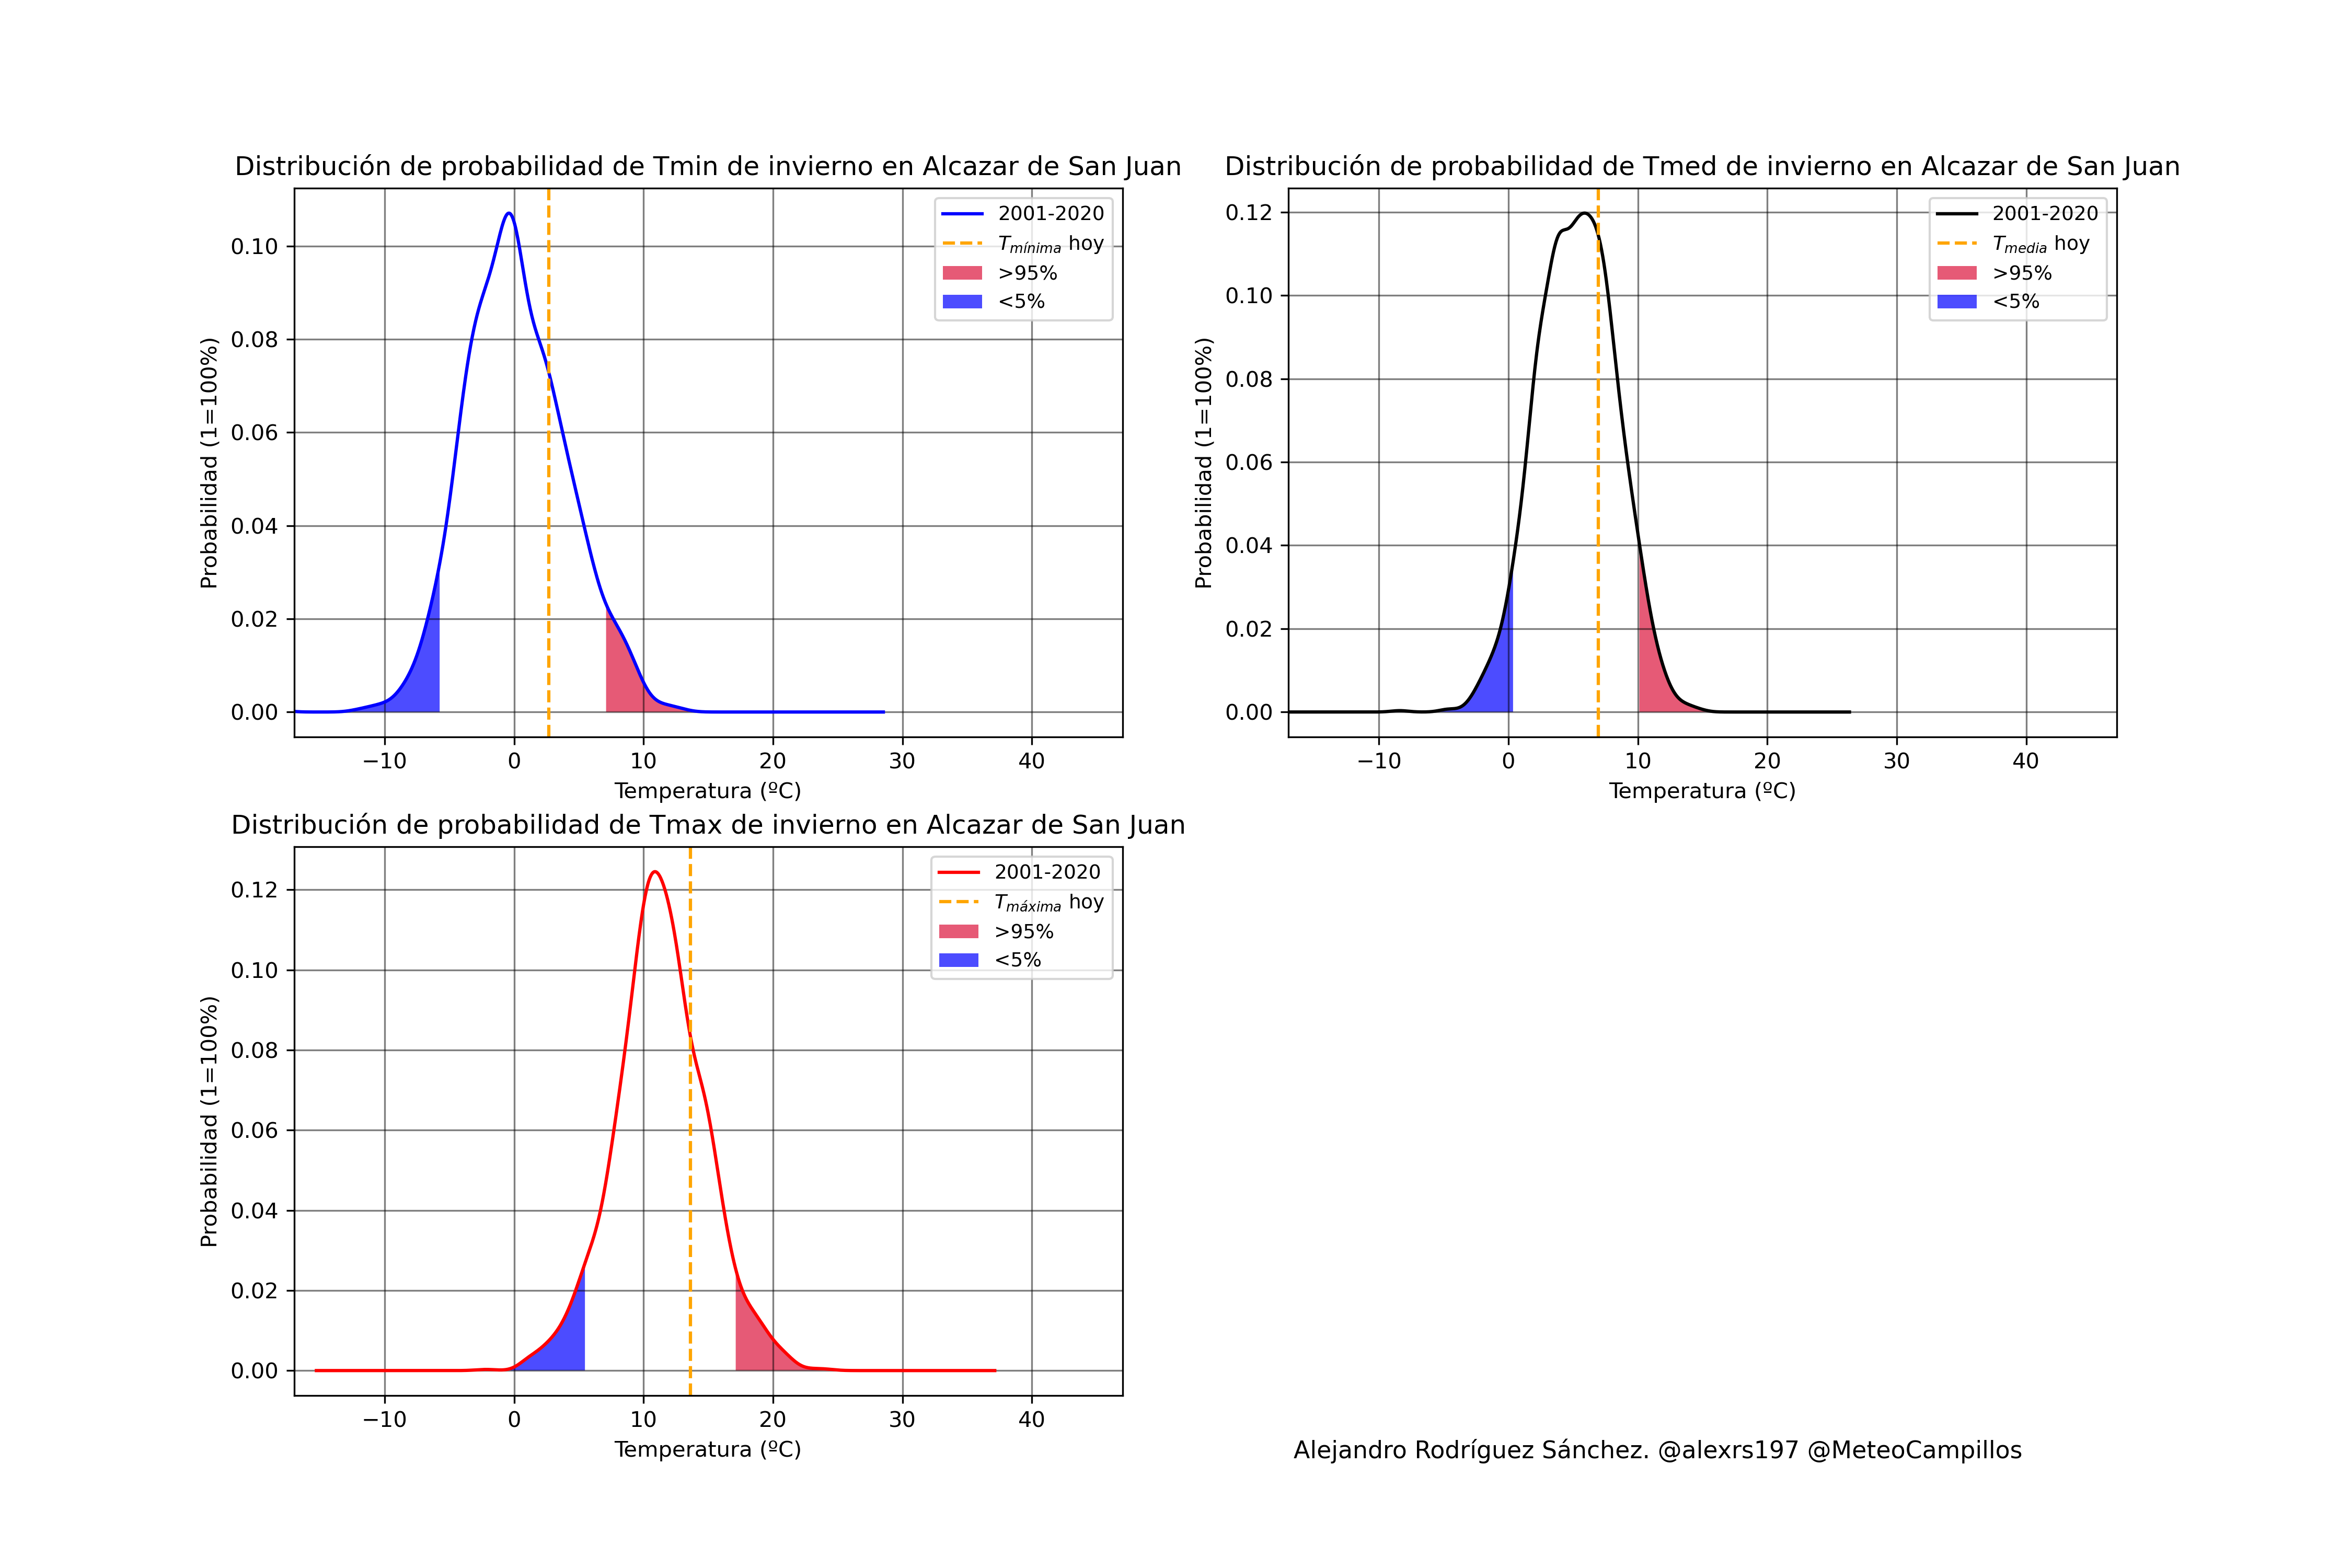 Distribución de probabilidad de Tmin de invierno en Alcazar de San Juan
Probabilidad (1=100%)
0.10
0.08
0.06
0.04
0.02
0.00
−10 0 10 20 30 40
Temperatura (ºC)
2001-2020
Tmínima hoy
>95%
<5%
Distribución de probabilidad de Tmed de invierno en Alcazar de San Juan
Probabilidad (1=100%)
0.12
0.10
0.08
0.06
0.04
0.02
0.00
−10 0 10 20 30 40
Temperatura (ºC)
2001-2020
Tmedia hoy
>95%
<5%
Distribución de probabilidad de Tmax de invierno en Alcazar de San Juan
Probabilidad (1=100%)
0.12
0.10
0.08
0.06
0.04
0.02
0.00
−10 0 10 20 30 40
Temperatura (ºC)
2001-2020
Tmáxima hoy
>95%
<5%
Alejandro Rodríguez Sánchez. @alexrs197 @MeteoCampillos